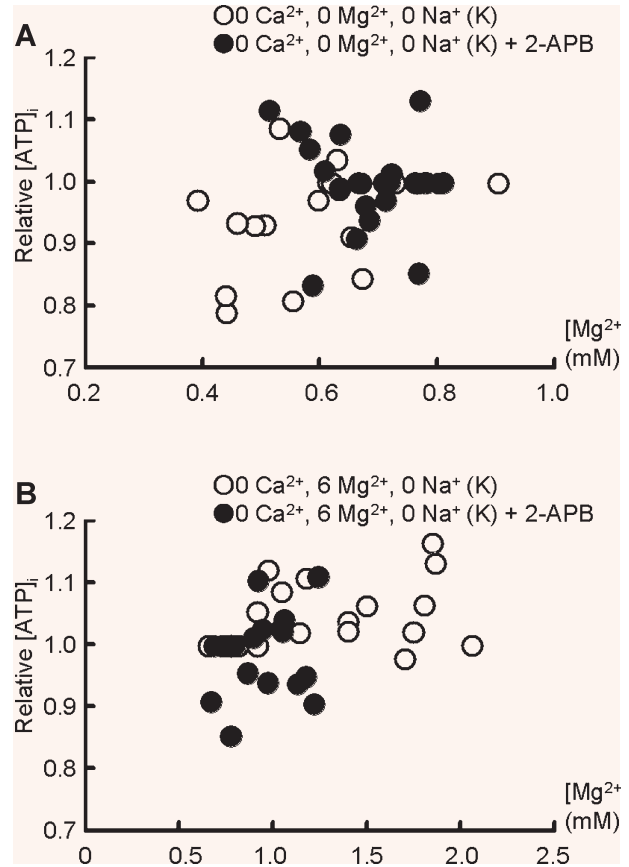 A
0 Ca²⁺, 0 Mg²⁺, 0 Na⁺ (K)
0 Ca²⁺, 0 Mg²⁺, 0 Na⁺ (K) + 2-APB
1.2
1.1
1.0
0.9
0.8
0.7
Relative [ATP]i
[Mg²⁺
(mM)
0.2 0.4 0.6 0.8 1.0
B
0 Ca²⁺, 6 Mg²⁺, 0 Na⁺ (K)
0 Ca²⁺, 6 Mg²⁺, 0 Na⁺ (K) + 2-APB
1.2
1.1
1.0
0.9
0.8
0.7
Relative [ATP]i
[Mg²⁺
(mM)
0 0.5 1.0 1.5 2.0 2.5